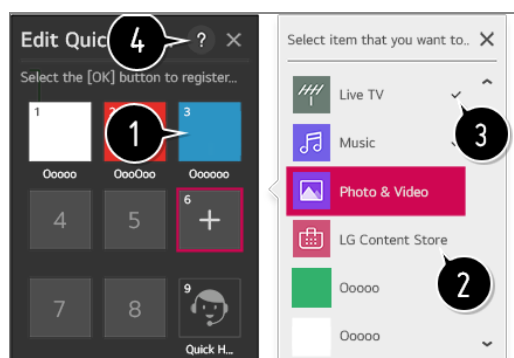 Edit Quic
4
?
Select the [OK] button to register...
1
3
1
Ooooo
OooOoo
Oooooo
4
5
6
7
8
9
Quick H...
Select item that you want to..
Live TV
3
Music
Photo & Video
LG Content Store
2
Ooooo
Ooooo